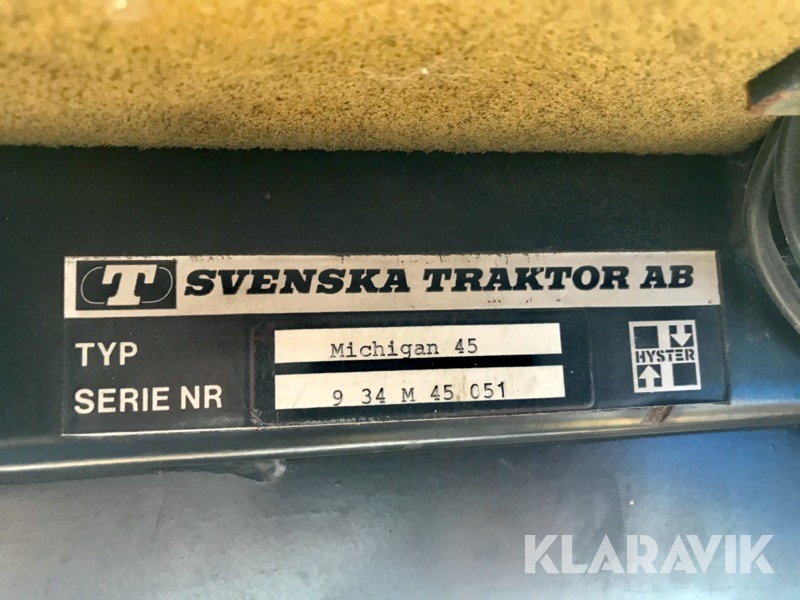 T SVENSKA TRAKTOR AB
TYP Michigan 45
HYSTER
SERIE NR 9 34 M 45 051
KLARAVIK